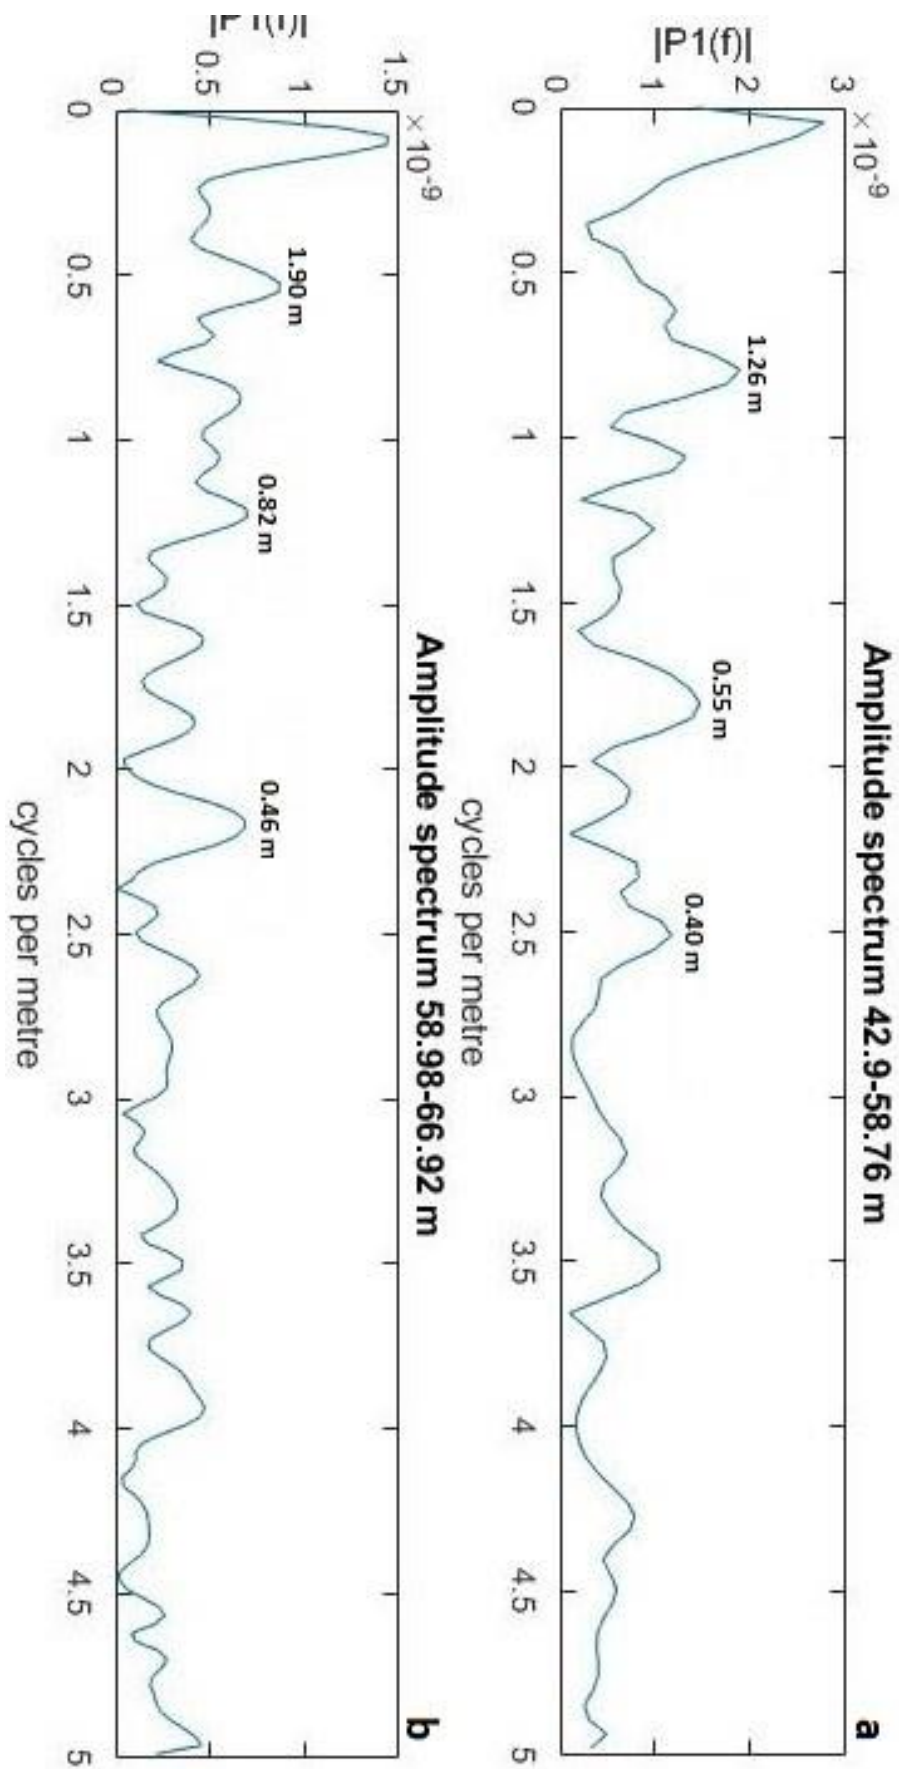 Amplitude spectrum 42.9-58.76 m
a
× 10⁻⁹
|P1(f)|
3
2
1
0
1.26 m
0.55 m
0.40 m
0 0.5 1 1.5 2 2.5 3 3.5 4 4.5 5
cycles per metre
Amplitude spectrum 58.98-66.92 m
b
× 10⁻⁹
|P1(f)|
1.5
1
0.5
0
1.90 m
0.82 m
0.46 m
0 0.5 1 1.5 2 2.5 3 3.5 4 4.5 5
cycles per metre